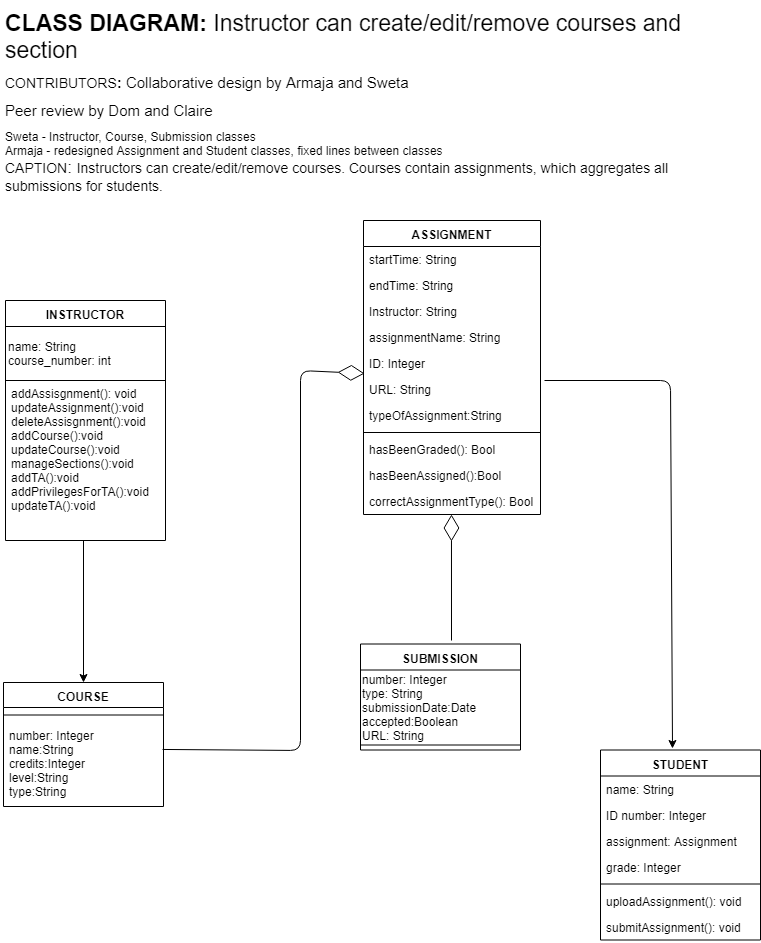 CLASS DIAGRAM: Instructor can create/edit/remove courses and
section
CONTRIBUTORS: Collaborative design by Armaja and Sweta
Peer review by Dom and Claire
Sweta - Instructor, Course, Submission classes
Armaja - redesigned Assignment and Student classes, fixed lines between classes
CAPTION: Instructors can create/edit/remove courses. Courses contain assignments, which aggregates all
submissions for students.
ASSIGNMENT
startTime: String
endTime: String
Instructor: String
assignmentName: String
ID: Integer
URL: String
typeOfAssignment:String
hasBeenGraded(): Bool
hasBeenAssigned():Bool
correctAssignmentType(): Bool
INSTRUCTOR
name: String
course_number: int
addAssisgnment(): void
updateAssignment():void
deleteAssisgnment():void
addCourse():void
updateCourse():void
manageSections():void
addTA():void
addPrivilegesForTA():void
updateTA():void
SUBMISSION
number: Integer
type: String
submissionDate:Date
accepted:Boolean
URL: String
COURSE
number: Integer
name:String
credits:Integer
level:String
type:String
STUDENT
name: String
ID number: Integer
assignment: Assignment
grade: Integer
uploadAssignment(): void
submitAssignment(): void